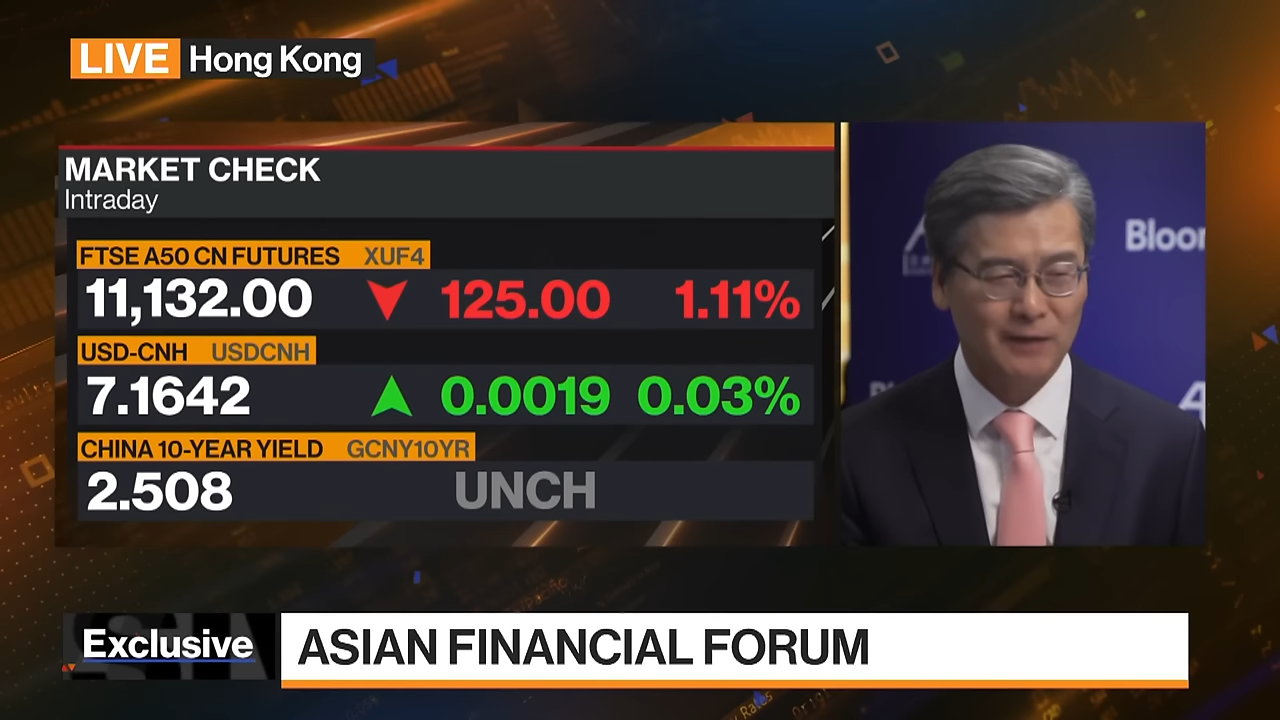 LIVE Hong Kong
MARKET CHECK
Intraday
FTSE A50 CN FUTURES XUF4
11,132.00 ▼ 125.00 1.11%
USD-CNH USDCNH
7.1642 ▲ 0.0019 0.03%
CHINA 10-YEAR YIELD GCNY10YR
2.508 UNCH
Bloor
Exclusive ASIAN FINANCIAL FORUM